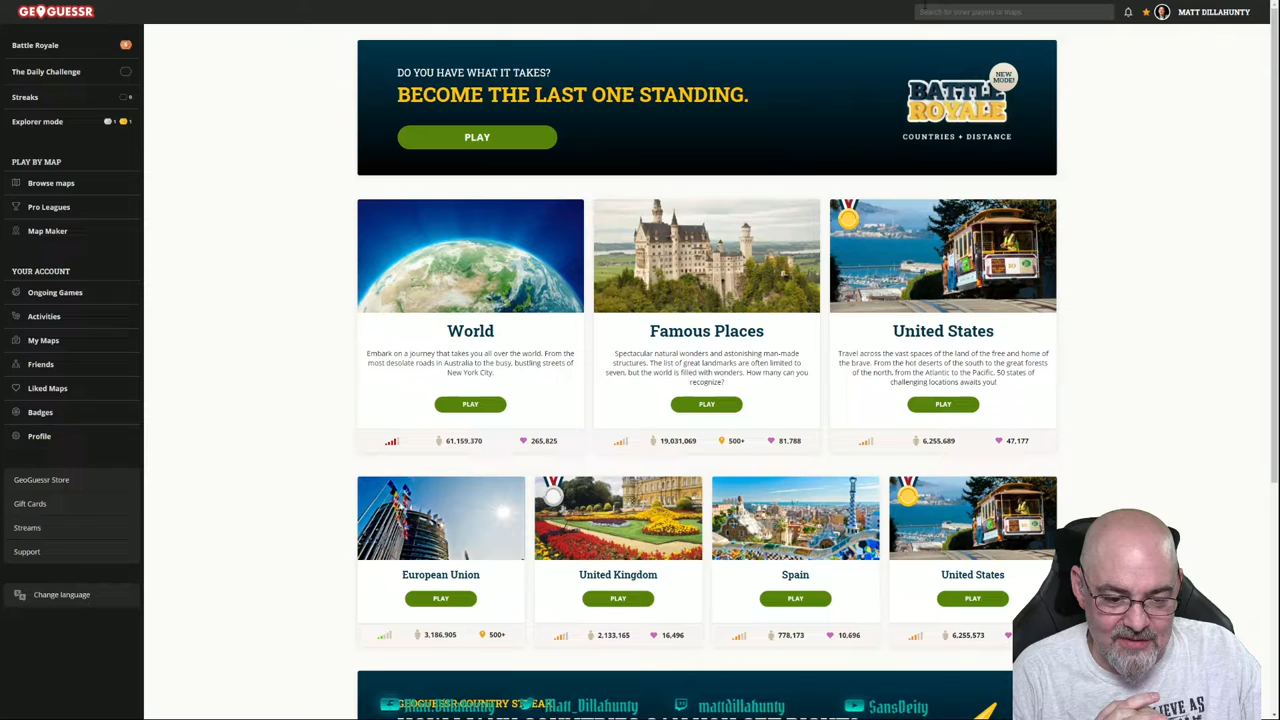 GEOGUESSR
Search for other players or maps
MATT DILLAHUNTY
Battle Royale
The Daily Challenge
Streaks
Explorer mode
PLAY BY MAP
Browse maps
Pro Leagues
Map Maker
YOUR ACCOUNT
Ongoing Games
Activities
My Maps
Friends
Liked Maps
Badges
Profile
GeoGuessr Store
Gift Cards
Streams
Support
Change language
DO YOU HAVE WHAT IT TAKES?
BECOME THE LAST ONE STANDING.
PLAY
NEW
MODE!
BATTLE
ROYALE
COUNTRIES + DISTANCE
World
Embark on a journey that takes you all over the world. From the
most desolate roads in Australia to the busy, bustling streets of
New York City.
PLAY
61,159,370 265,825
Famous Places
Spectacular natural wonders and astonishing man-made
structures. The list of great landmarks are often limited to
seven, but the world is filled with wonders. How many can you
recognize?
PLAY
19,031,069 500+ 81,788
United States
Travel across the vast spaces of the land of the free and home of
the brave. From the hot deserts of the south to the great forests
of the north, from the Atlantic to the Pacific. 50 states of
challenging locations awaits you!
PLAY
6,255,689 47,177
European Union
PLAY
3,186,905 500+
United Kingdom
PLAY
2,133,165 16,496
Spain
PLAY
778,173 10,696
United States
PLAY
6,255,573
GEOGUESSR COUNTRY STREAK
Matt_Dillahunty mattdillahunty SansDeity